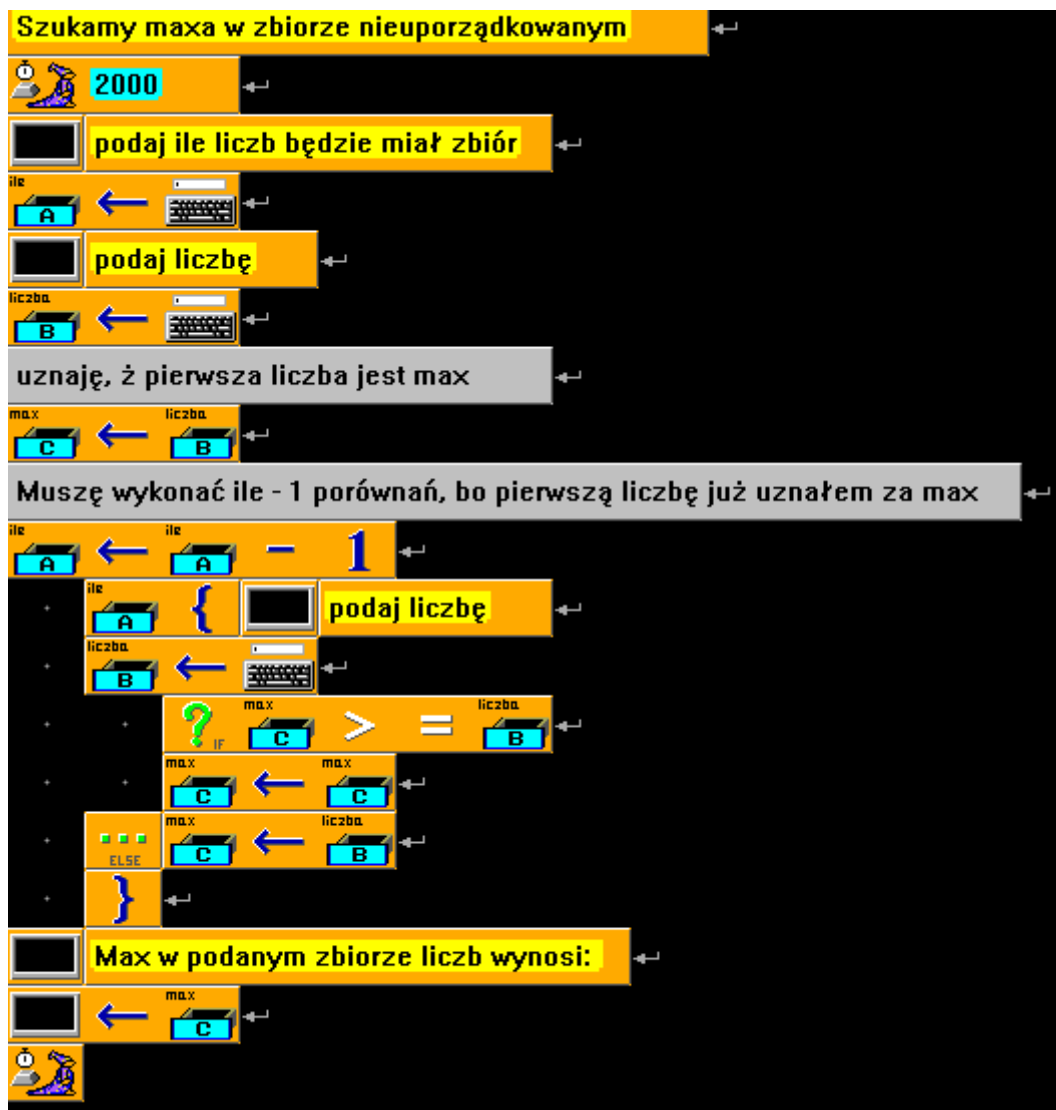 Szukamy maxa w zbiorze nieuporządkowanym
2000
podaj ile liczb będzie miał zbiór
ile
A
podaj liczbę
liczba
B
uznaję, ż pierwsza liczba jest max
max liczba
C B
Muszę wykonać ile - 1 porównań, bo pierwszą liczbę już uznałem za max
ile ile
A A - 1
ile
A { podaj liczbę
liczba
B
max liczba
? IF C > = B
max max
C C
max liczba
... ELSE C B
}
Max w podanym zbiorze liczb wynosi:
max
C